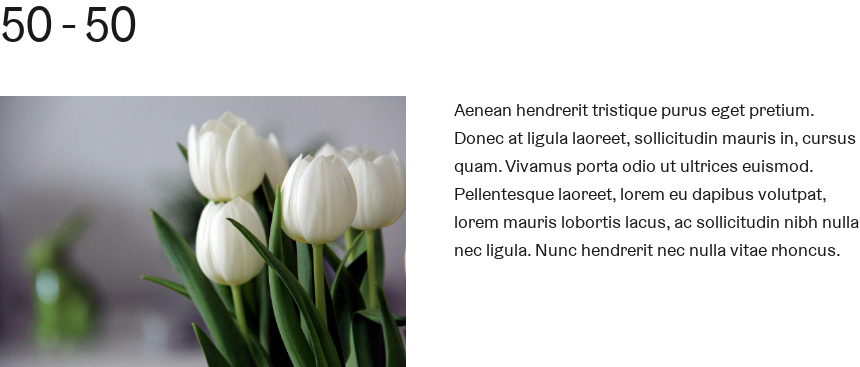 50 - 50
Aenean hendrerit tristique purus eget pretium.
Donec at ligula laoreet, sollicitudin mauris in, cursus
quam. Vivamus porta odio ut ultrices euismod.
Pellentesque laoreet, lorem eu dapibus volutpat,
lorem mauris lobortis lacus, ac sollicitudin nibh nulla
nec ligula. Nunc hendrerit nec nulla vitae rhoncus.